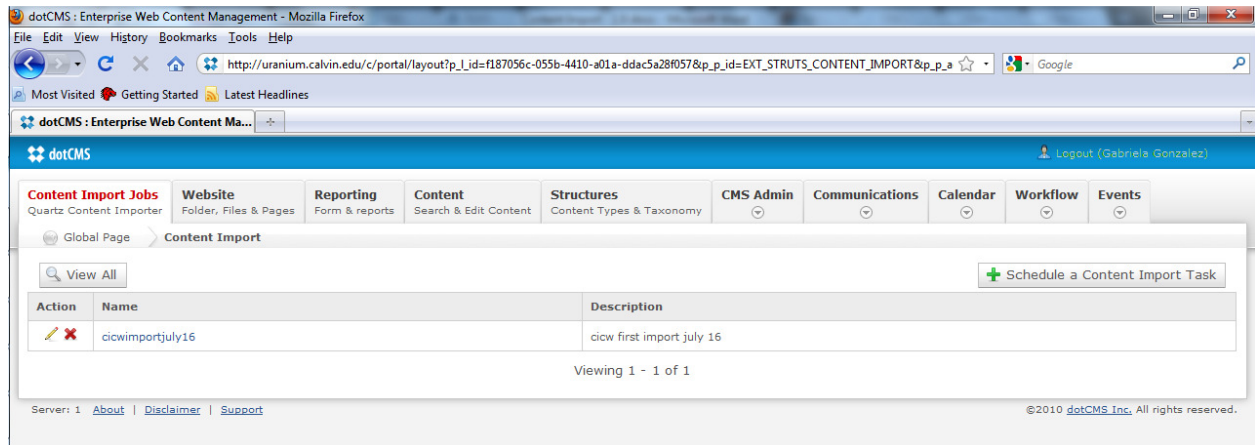 dotCMS : Enterprise Web Content Management - Mozilla Firefox
File Edit View History Bookmarks Tools Help
http://uranium.calvin.edu/c/portal/layout?p_l_id=f187056c-055b-4410-a01a-ddac5a28f057&p_p_id=EXT_STRUTS_CONTENT_IMPORT&p_p_a Google
Most Visited Getting Started Latest Headlines
dotCMS : Enterprise Web Content Ma...
dotCMS Logout (Gabriela Gonzalez)
Content Import Jobs Website Reporting Content Structures CMS Admin Communications Calendar Workflow Events
Quartz Content Importer Folder, Files & Pages Form & reports Search & Edit Content Content Types & Taxonomy
Global Page Content Import
View All Schedule a Content Import Task
Action Name Description
cicwimportjuly16 cicw first import july 16
Viewing 1 - 1 of 1
Server: 1 About | Disclaimer | Support ©2010 dotCMS Inc. All rights reserved.